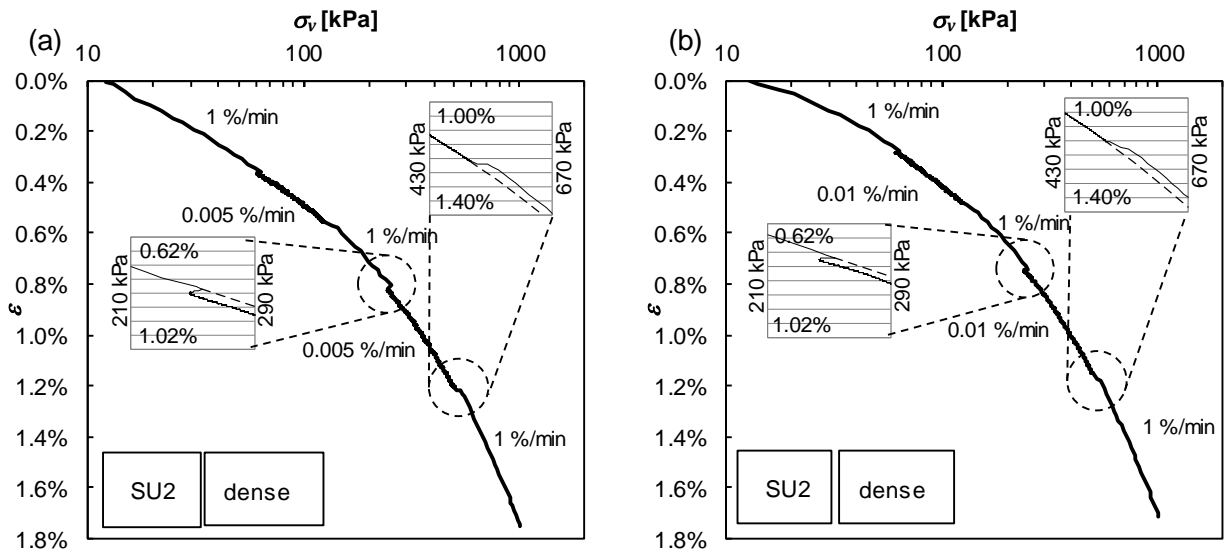 (a)
σv [kPa]
10 100 1000
0.0%
0.2%
0.4%
0.6%
0.8%
1.0%
1.2%
1.4%
1.6%
1.8%
ε
1 %/min
0.005 %/min
1 %/min
0.005 %/min
1 %/min
210 kPa
0.62%
1.02%
290 kPa
430 kPa
1.00%
1.40%
670 kPa
SU2
dense
(b)
σv [kPa]
10 100 1000
0.0%
0.2%
0.4%
0.6%
0.8%
1.0%
1.2%
1.4%
1.6%
1.8%
ε
1 %/min
0.01 %/min
1 %/min
0.01 %/min
1 %/min
210 kPa
0.62%
1.02%
290 kPa
430 kPa
1.00%
1.40%
670 kPa
SU2
dense